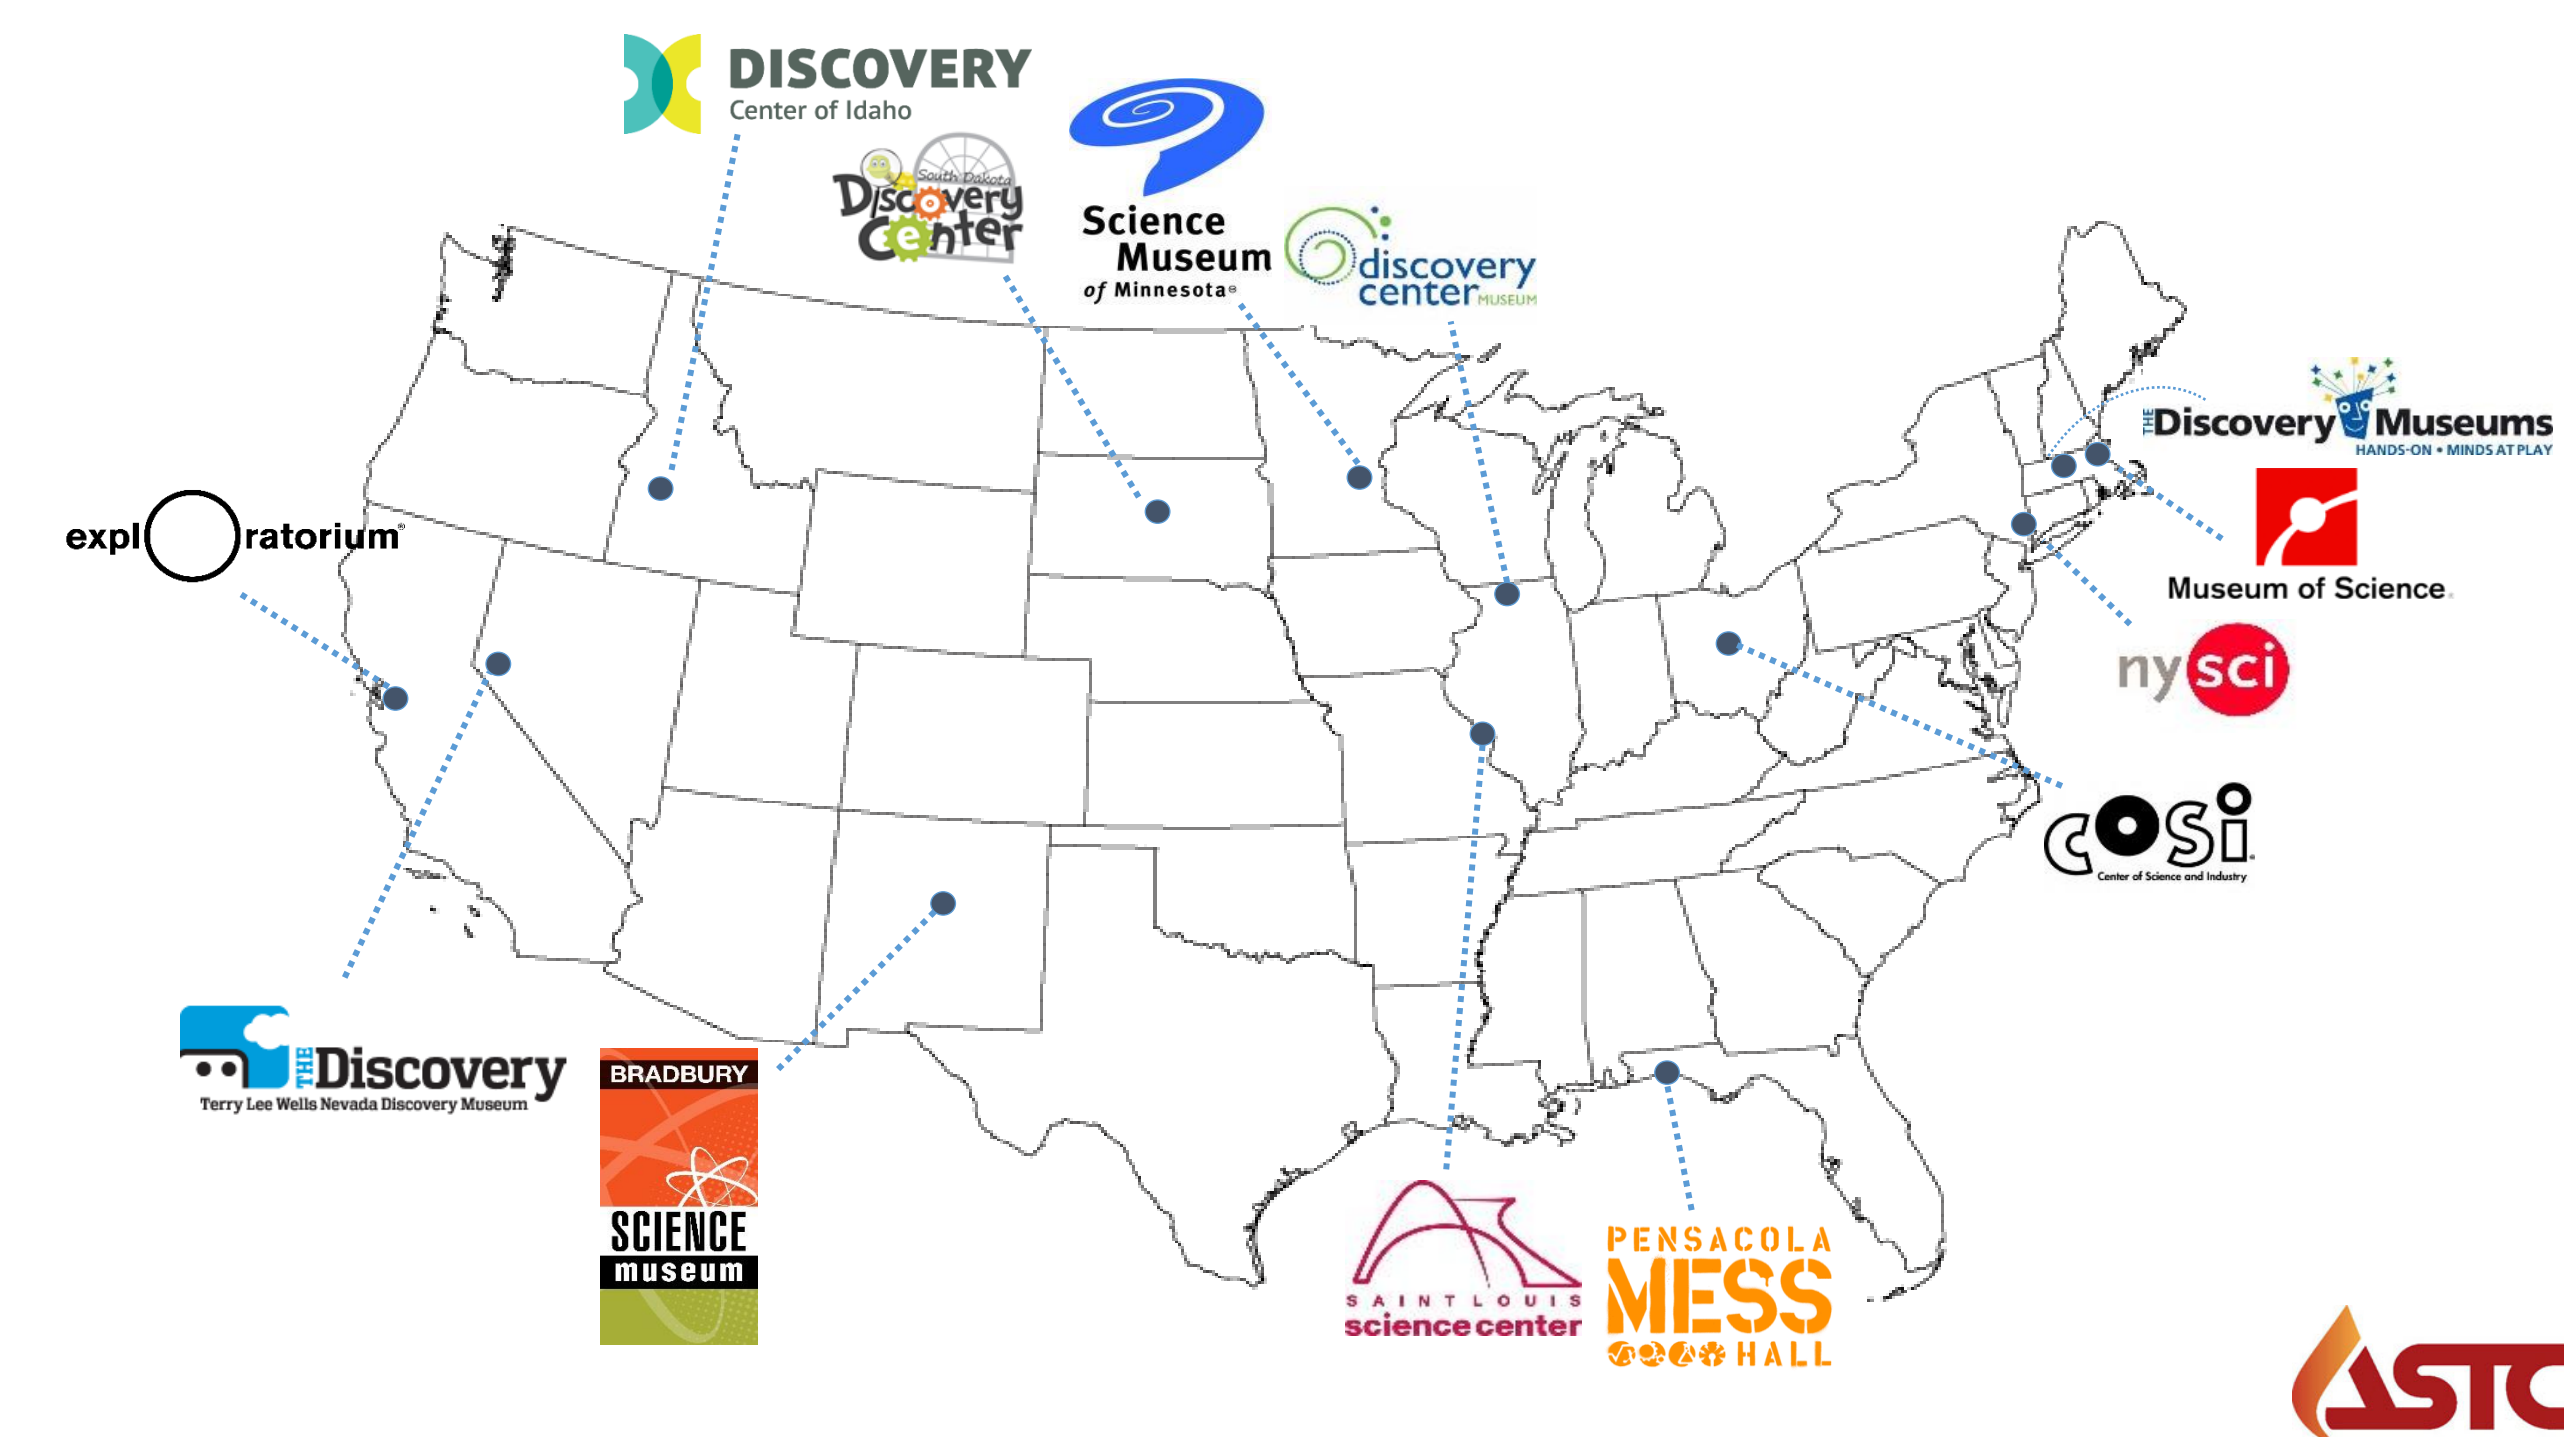 DISCOVERY
Center of Idaho
South Dakota
Discovery
Center
Science
Museum
of Minnesota®
discovery
center MUSEUM
THE Discovery Museums
HANDS-ON • MINDS AT PLAY
expl ratorium®
Museum of Science
nysci
COSI
Center of Science and Industry
THE Discovery
Terry Lee Wells Nevada Discovery Museum
BRADBURY
SCIENCE
museum
SAINT LOUIS
science center
PENSACOLA
MESS
HALL
ASTC